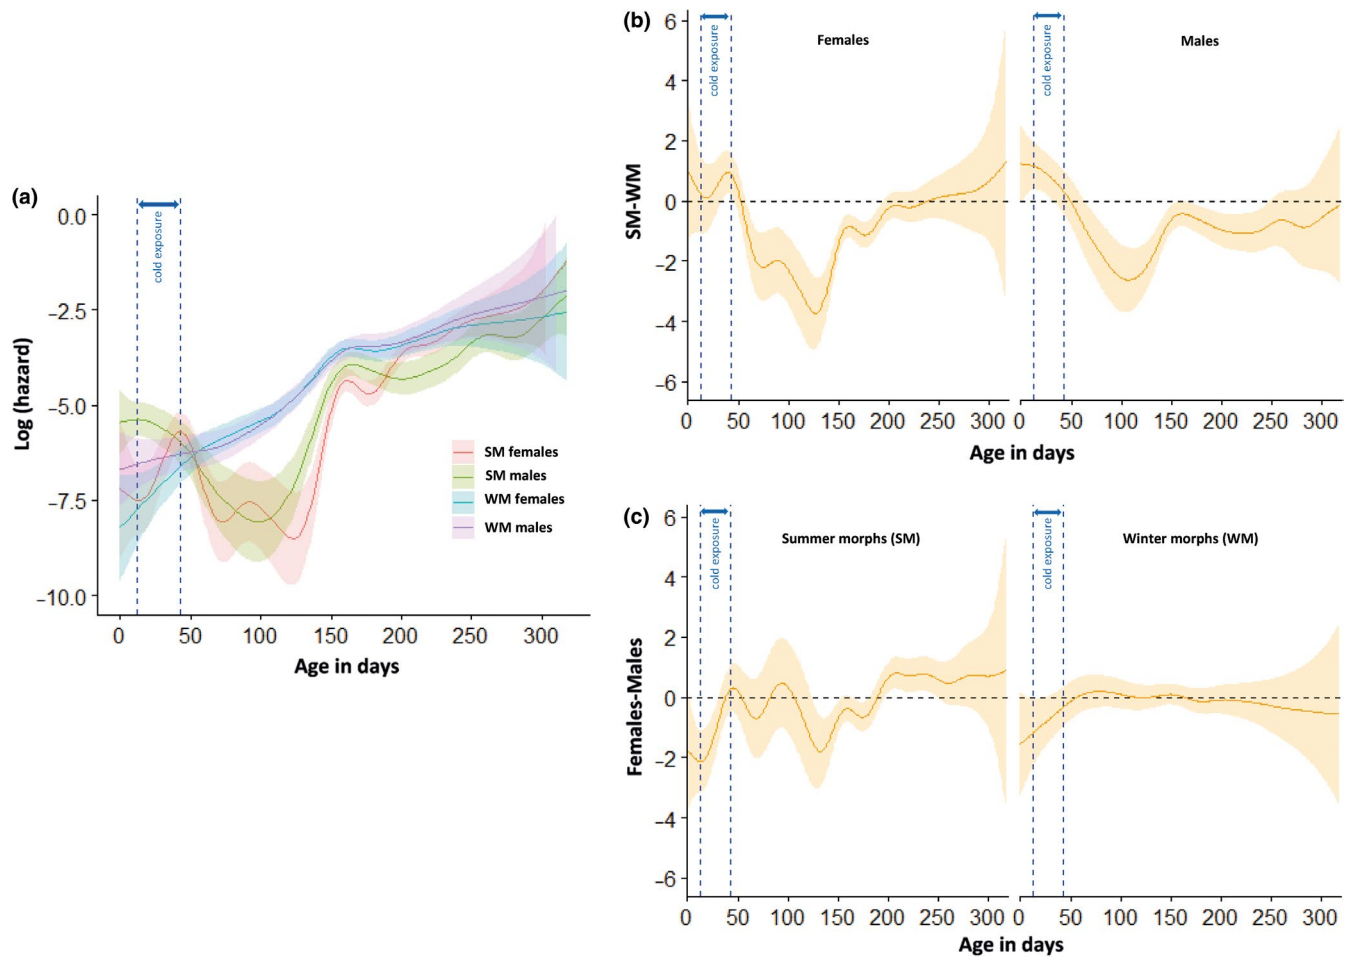 (a)
cold exposure
0.0
−2.5
−5.0
−7.5
−10.0
Log (hazard)
SM females
SM males
WM females
WM males
0 50 100 150 200 250 300
Age in days
(b)
cold exposure
Females
cold exposure
Males
6
4
2
0
−2
−4
−6
SM-WM
0 50 100 150 200 250 300
0 50 100 150 200 250 300
Age in days
(c)
cold exposure
Summer morphs (SM)
cold exposure
Winter morphs (WM)
6
4
2
0
−2
−4
−6
Females-Males
0 50 100 150 200 250 300
0 50 100 150 200 250 300
Age in days